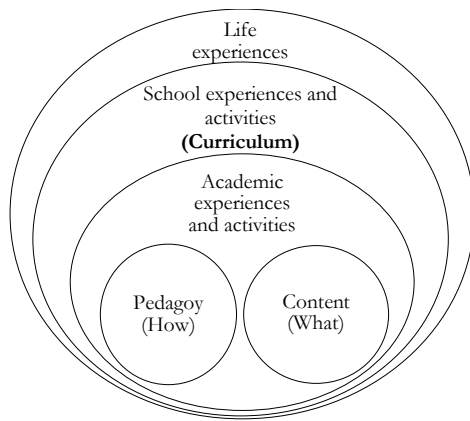 Life
experiences
School experiences and
activities
(Curriculum)
Academic
experiences
and activities
Pedagoy
(How)
Content
(What)